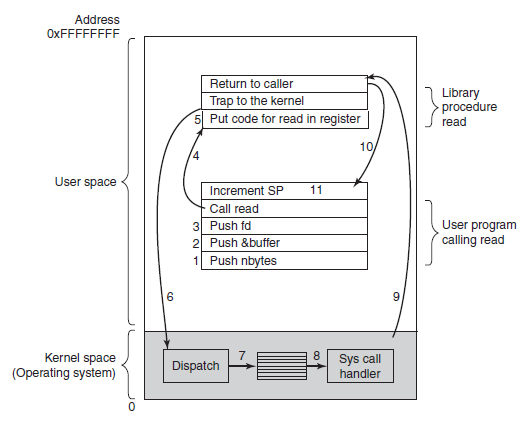 Address
0xFFFFFFFF
Return to caller
Trap to the kernel
5 Put code for read in register
Library
procedure
read
4
10
User space
Increment SP 11
Call read
3 Push fd
2 Push &buffer
1 Push nbytes
User program
calling read
6
9
Kernel space
(Operating system)
Dispatch
7
8
Sys call
handler
0